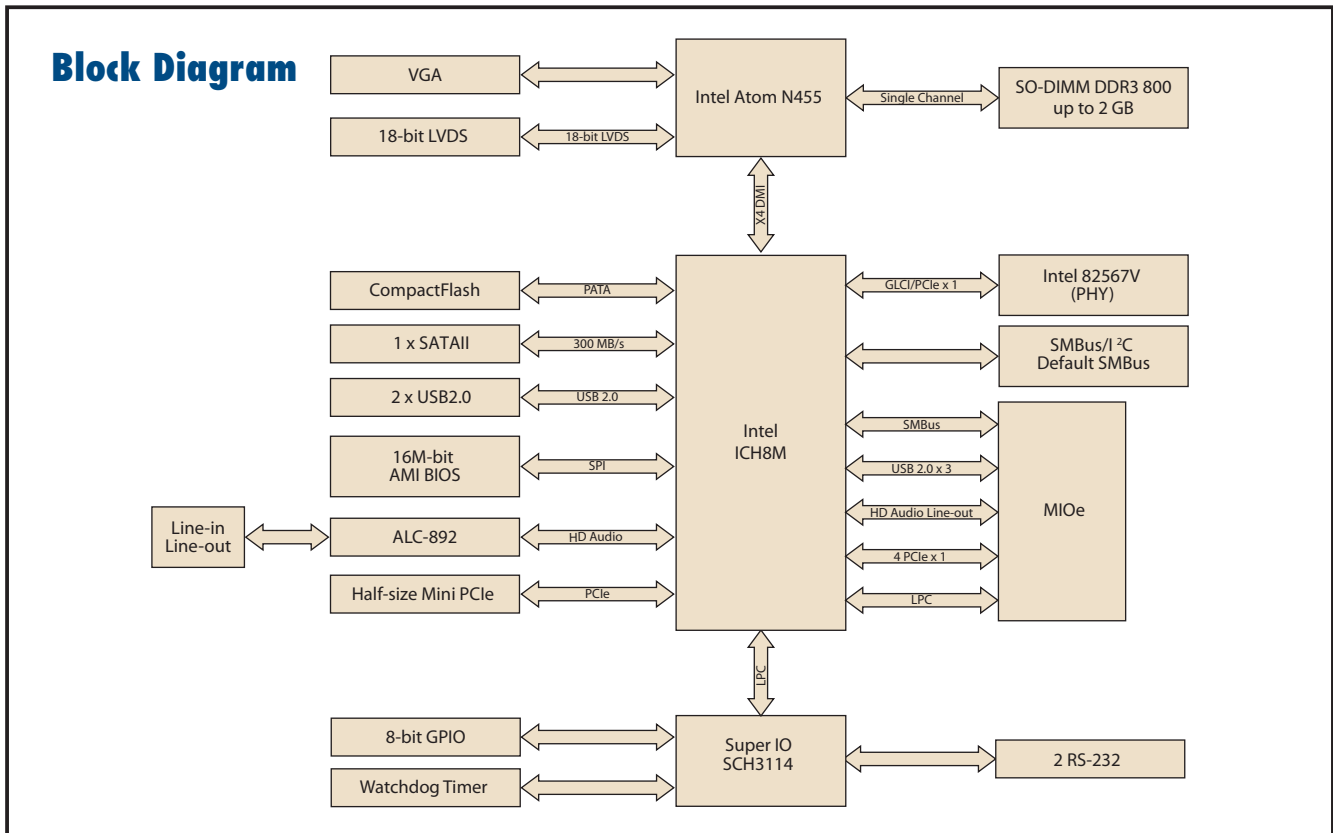 Block Diagram
VGA
18-bit LVDS
18-bit LVDS
Intel Atom N455
Single Channel
SO-DIMM DDR3 800
up to 2 GB
X4 DMI
CompactFlash
PATA
1 x SATAII
300 MB/s
2 x USB2.0
USB 2.0
16M-bit
AMI BIOS
SPI
Line-in
Line-out
ALC-892
HD Audio
Half-size Mini PCIe
PCIe
Intel
ICH8M
GLCI/PCIe x 1
Intel 82567V
(PHY)
SMBus/I ²C
Default SMBus
SMBus
USB 2.0 x 3
HD Audio Line-out
4 PCIe x 1
LPC
MIOe
LPC
8-bit GPIO
Watchdog Timer
Super IO
SCH3114
2 RS-232